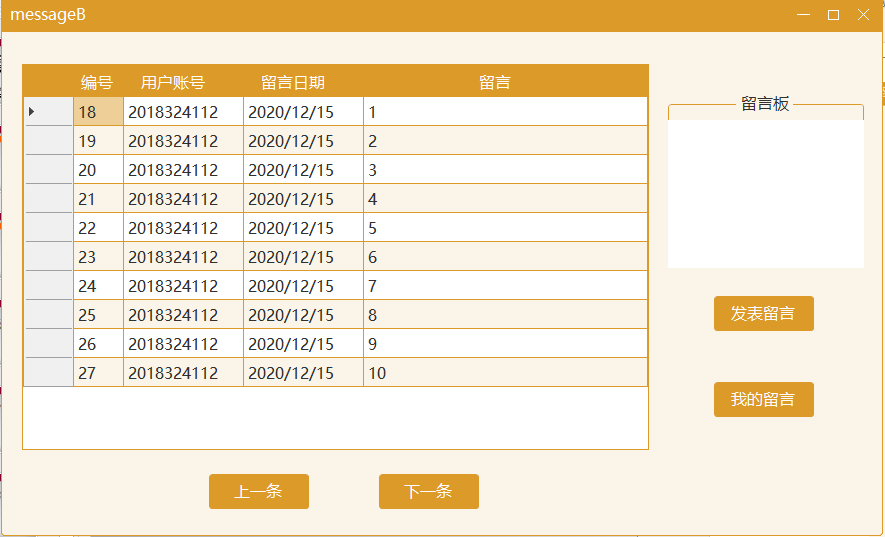 messageB
编号 用户账号 留言日期 留言
18 2018324112 2020/12/15 1
19 2018324112 2020/12/15 2
20 2018324112 2020/12/15 3
21 2018324112 2020/12/15 4
22 2018324112 2020/12/15 5
23 2018324112 2020/12/15 6
24 2018324112 2020/12/15 7
25 2018324112 2020/12/15 8
26 2018324112 2020/12/15 9
27 2018324112 2020/12/15 10
留言板
发表留言
我的留言
上一条 下一条